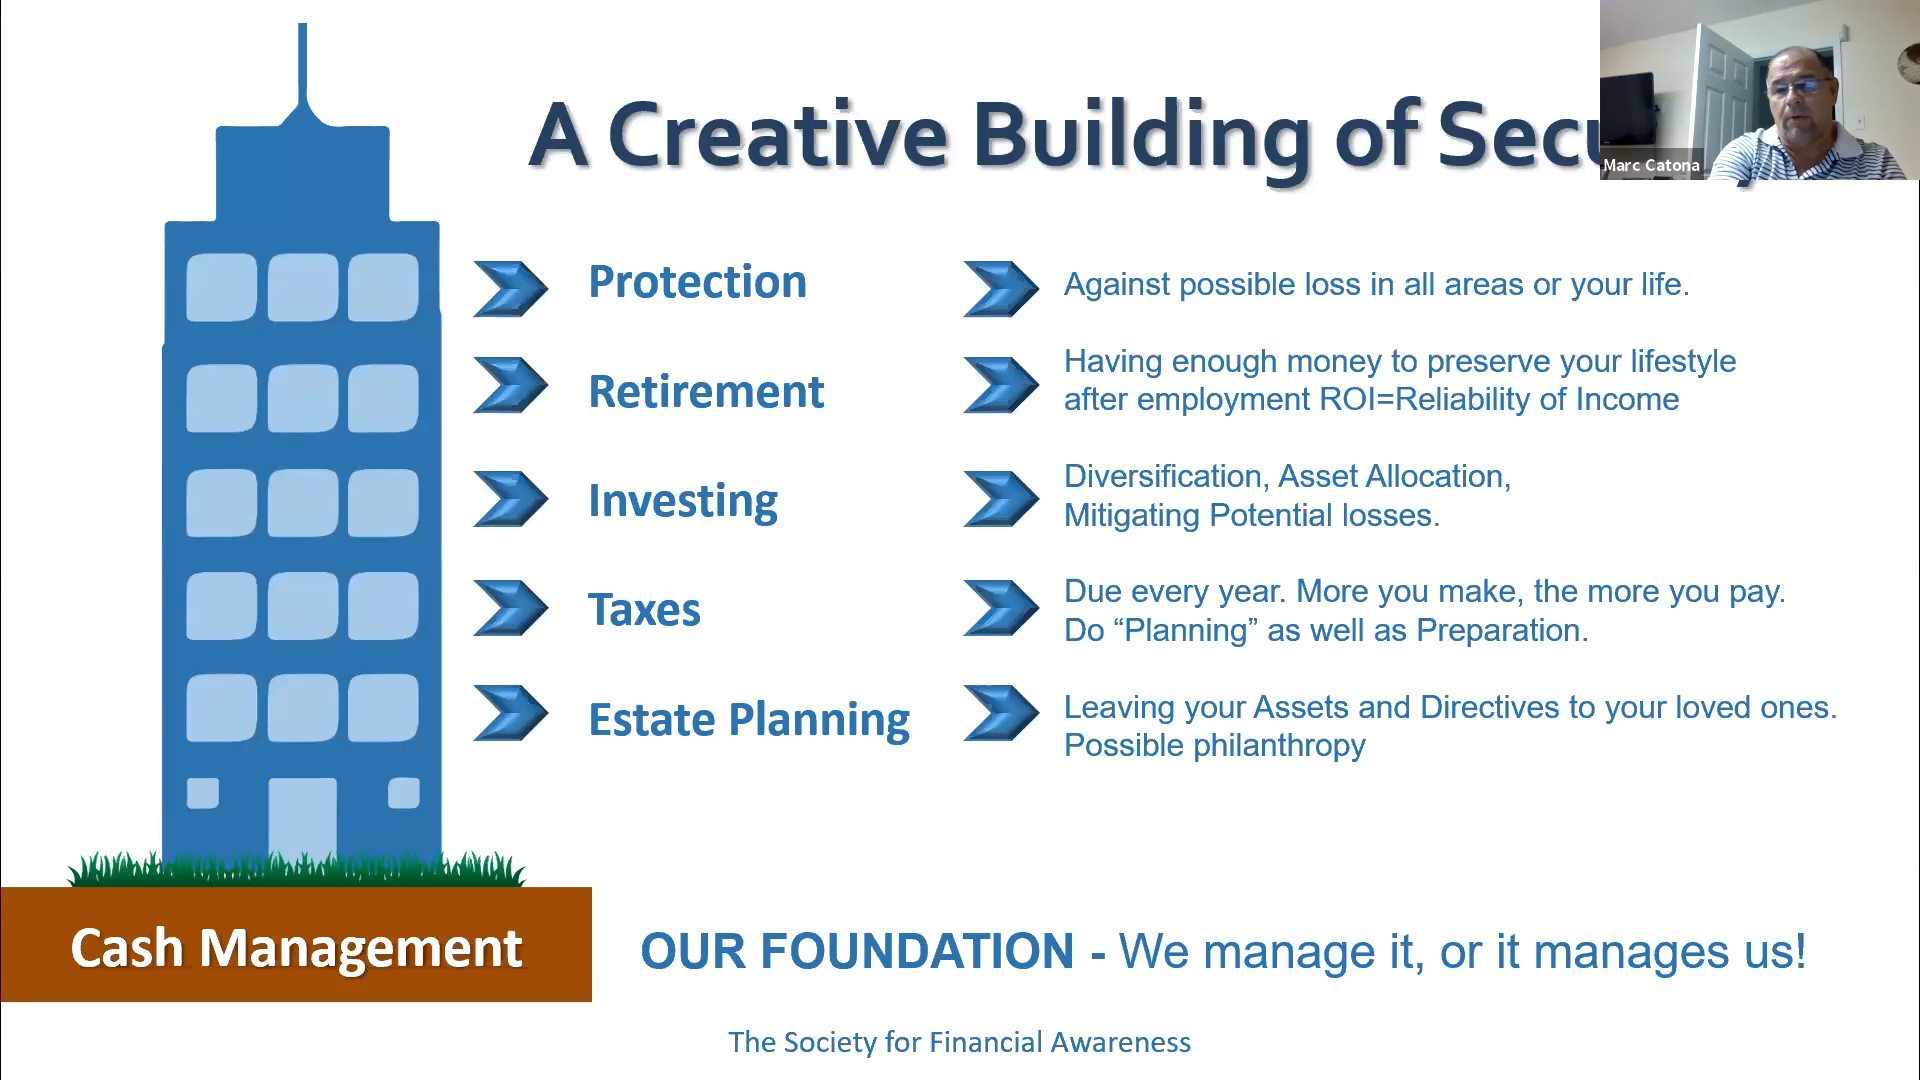 A Creative Building of Secu
Marc Catona
Protection
Against possible loss in all areas or your life.
Retirement
Having enough money to preserve your lifestyle
after employment ROI=Reliability of Income
Investing
Diversification, Asset Allocation,
Mitigating Potential losses.
Taxes
Due every year. More you make, the more you pay.
Do “Planning” as well as Preparation.
Estate Planning
Leaving your Assets and Directives to your loved ones.
Possible philanthropy
Cash Management
OUR FOUNDATION - We manage it, or it manages us!
The Society for Financial Awareness